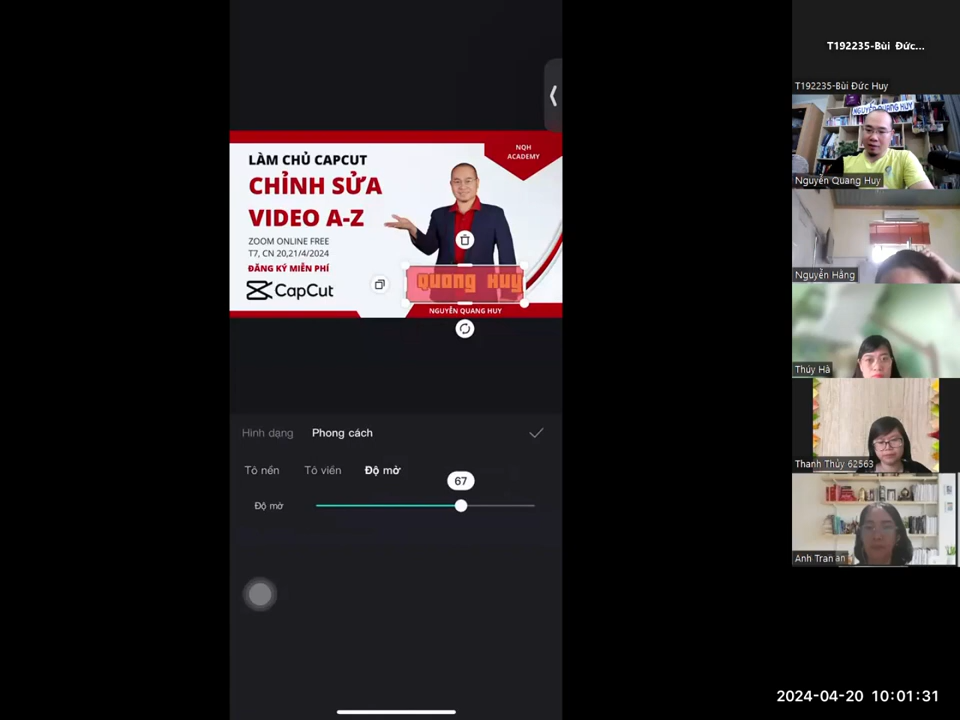 T192235-Bùi Đức...
T192235-Bùi Đức Huy
NGUYỄN QUANG HUY
Nguyễn Quang Huy
Nguyễn Hằng
Thúy Hà
Thanh Thủy 62563
Anh Tran an
NQH
ACADEMY
LÀM CHỦ CAPCUT
CHỈNH SỬA
VIDEO A-Z
ZOOM ONLINE FREE
T7, CN 20,21/4/2024
ĐĂNG KÝ MIỄN PHÍ
CapCut
Quang Huy
NGUYỄN QUANG HUY
Hình dạng Phong cách
Tô nền Tô viền Độ mờ
67
Độ mờ
2024-04-20 10:01:31